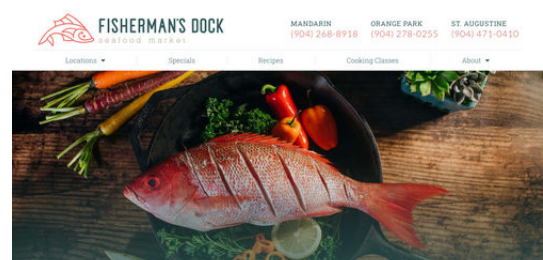 FISHERMAN'S DOCK
seafood market
MANDARIN
(904) 268-8918
ORANGE PARK
(904) 278-0255
ST. AUGUSTINE
(904) 471-0410
Locations
Specials
Recipes
Cooking Classes
About